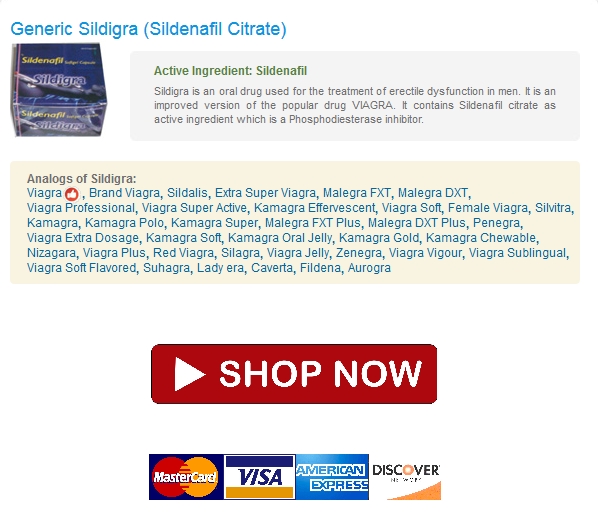 Generic Sildigra (Sildenafil Citrate)
Sildenafil Softgel Capsule
Sildigra
Sildenafil Softgel Capsule
Sildigra
Active Ingredient: Sildenafil
Sildigra is an oral drug used for the treatment of erectile dysfunction in men. It is an
improved version of the popular drug VIAGRA. It contains Sildenafil citrate as
active ingredient which is a Phosphodiesterase inhibitor.
Analogs of Sildigra:
Viagra , Brand Viagra, Sildalis, Extra Super Viagra, Malegra FXT, Malegra DXT,
Viagra Professional, Viagra Super Active, Kamagra Effervescent, Viagra Soft, Female Viagra, Silvitra,
Kamagra, Kamagra Polo, Kamagra Super, Malegra FXT Plus, Malegra DXT Plus, Penegra,
Viagra Extra Dosage, Kamagra Soft, Kamagra Oral Jelly, Kamagra Gold, Kamagra Chewable,
Nizagara, Viagra Plus, Red Viagra, Silagra, Viagra Jelly, Zenegra, Viagra Vigour, Viagra Sublingual,
Viagra Soft Flavored, Suhagra, Lady era, Caverta, Fildena, Aurogra
SHOP NOW
MasterCard
VISA
AMERICAN
EXPRESS
DISCOVER
NETWORK